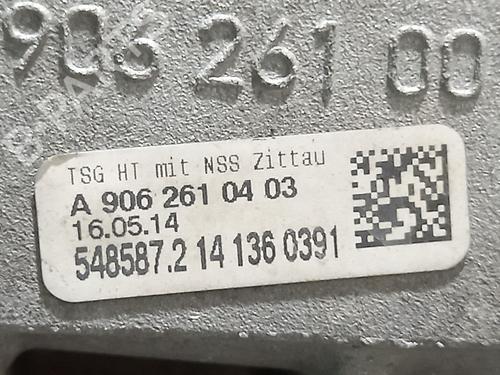 906 261 00
TSG HT mit NSS Zittau
A 906 261 04 03
16.05.14
548587.2 14 136 0391